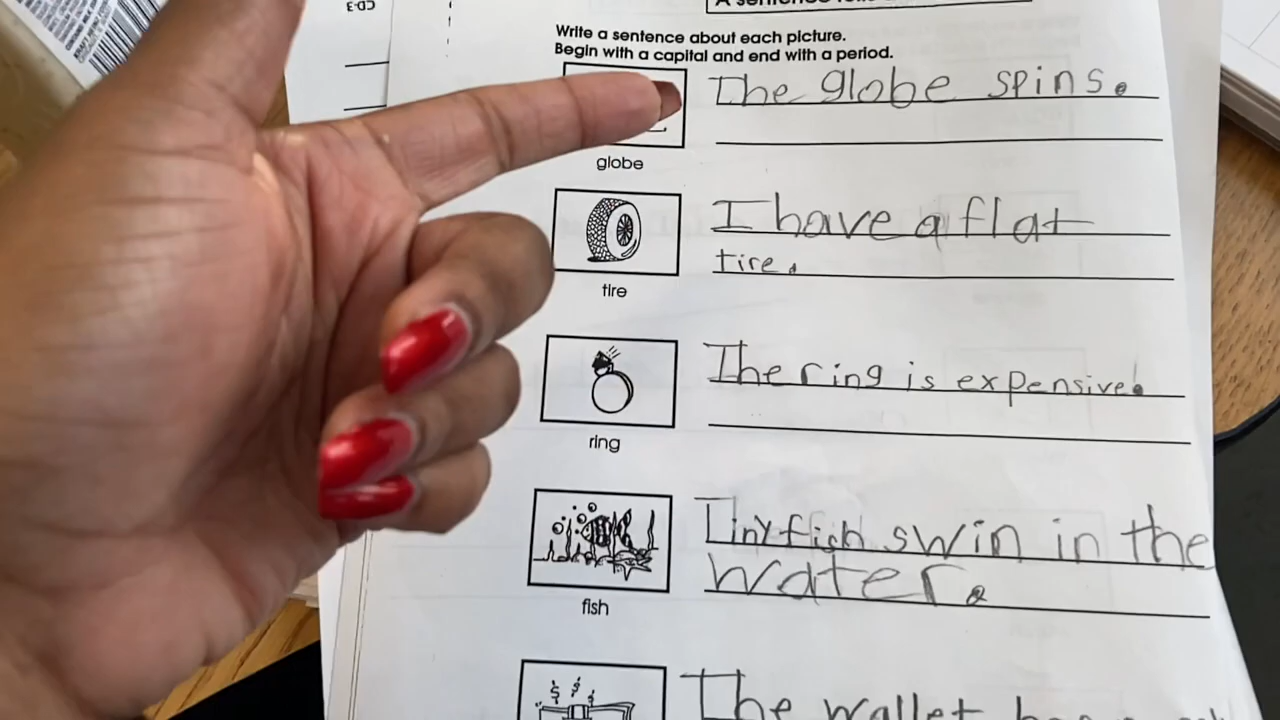 CD-3
Write a sentence about each picture.
Begin with a capital and end with a period.
The globe spins.
globe
I have a flat
tire.
tire
The ring is expensive.
ring
Tiny fish swin in the
water.
fish
$ $ $
The wallet